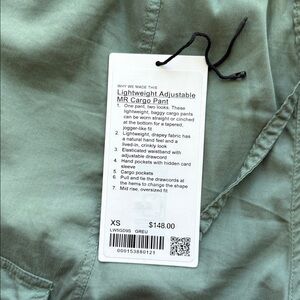 WHY WE MADE THIS
Lightweight Adjustable
MR Cargo Pant
1. One pant, two looks. These
lightweight, baggy cargo pants
can be worn straight or cinched
at the bottom for a tapered,
jogger-like fit
2. Lightweight, drapey fabric has
a natural hand feel and a
lived-in, crinkly look
3. Elasticated waistband with
adjustable drawcord
4. Hand pockets with hidden card
sleeve
5. Cargo pockets
6. Pull and tie the drawcords at
the hems to change the shape
7. Mid rise, oversized fit
XS $148.00
GREU
000153880121